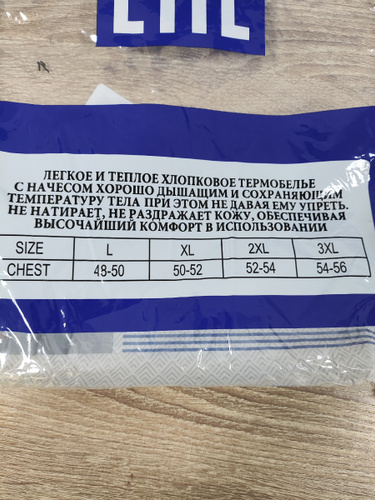 ЛЕГКОЕ И ТЕПЛОЕ ХЛОПКОВОЕ ТЕРМОБЕЛЬЕ
С НАЧЕСОМ ХОРОШО ДЫШАЩИМ И СОХРАНЯЮЩИМ
ТЕМПЕРАТУРУ ТЕЛА ПРИ ЭТОМ НЕ ДАВАЯ ЕМУ УПРЕТЬ.
НЕ НАТИРАЕТ, НЕ РАЗДРАЖАЕТ КОЖУ, ОБЕСПЕЧИВАЯ
ВЫСОЧАЙШИЙ КОМФОРТ В ИСПОЛЬЗОВАНИИ
SIZE L XL 2XL 3XL
CHEST 48-50 50-52 52-54 54-56